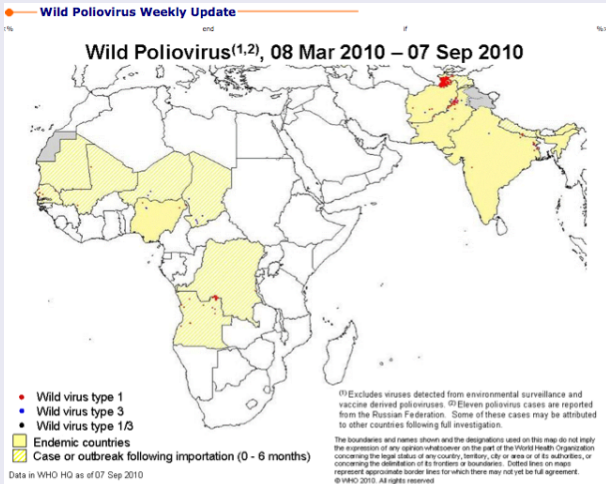 Wild Poliovirus Weekly Update
% end if %>
Wild Poliovirus(1,2), 08 Mar 2010 – 07 Sep 2010
Wild virus type 1
Wild virus type 3
Wild virus type 1/3
Endemic countries
Case or outbreak following importation (0 - 6 months)
Data in WHO HQ as of 07 Sep 2010
(1) Excludes viruses detected from environmental surveillance and
vaccine derived polioviruses. (2) Eleven poliovirus cases are reported
from the Russian Federation. Some of these cases may be attributed
to other countries following full investigation.
The boundaries and names shown and the designations used on this map do not imply
the expression of any opinion whatsoever on the part of the World Health Organization
concerning the legal status of any country, territory, city or area or of its authorities, or
concerning the delimitation of its frontiers or boundaries. Dotted lines on maps
represent approximate border lines for which there may not yet be full agreement.
© WHO 2010. All rights reserved